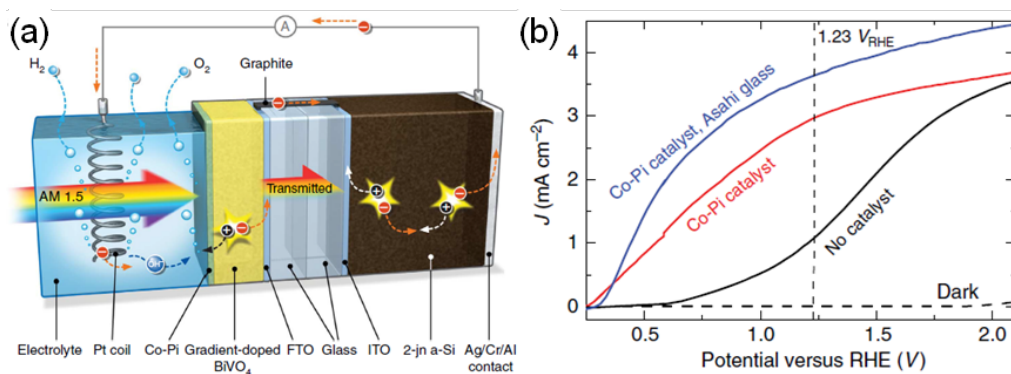 (a)
A
H₂
O₂
Graphite
AM 1.5
Transmitted
OH⁻
Electrolyte
Pt coil
Co-Pi
Gradient-doped
BiVO₄
FTO
Glass
ITO
2-jn a-Si
Ag/Cr/Al
contact
(b)
1.23 V_RHE
Co-Pi catalyst, Asahi glass
Co-Pi catalyst
No catalyst
Dark
J (mA cm⁻²)
4
3
2
1
0
0.5 1.0 1.5 2.0
Potential versus RHE (V)